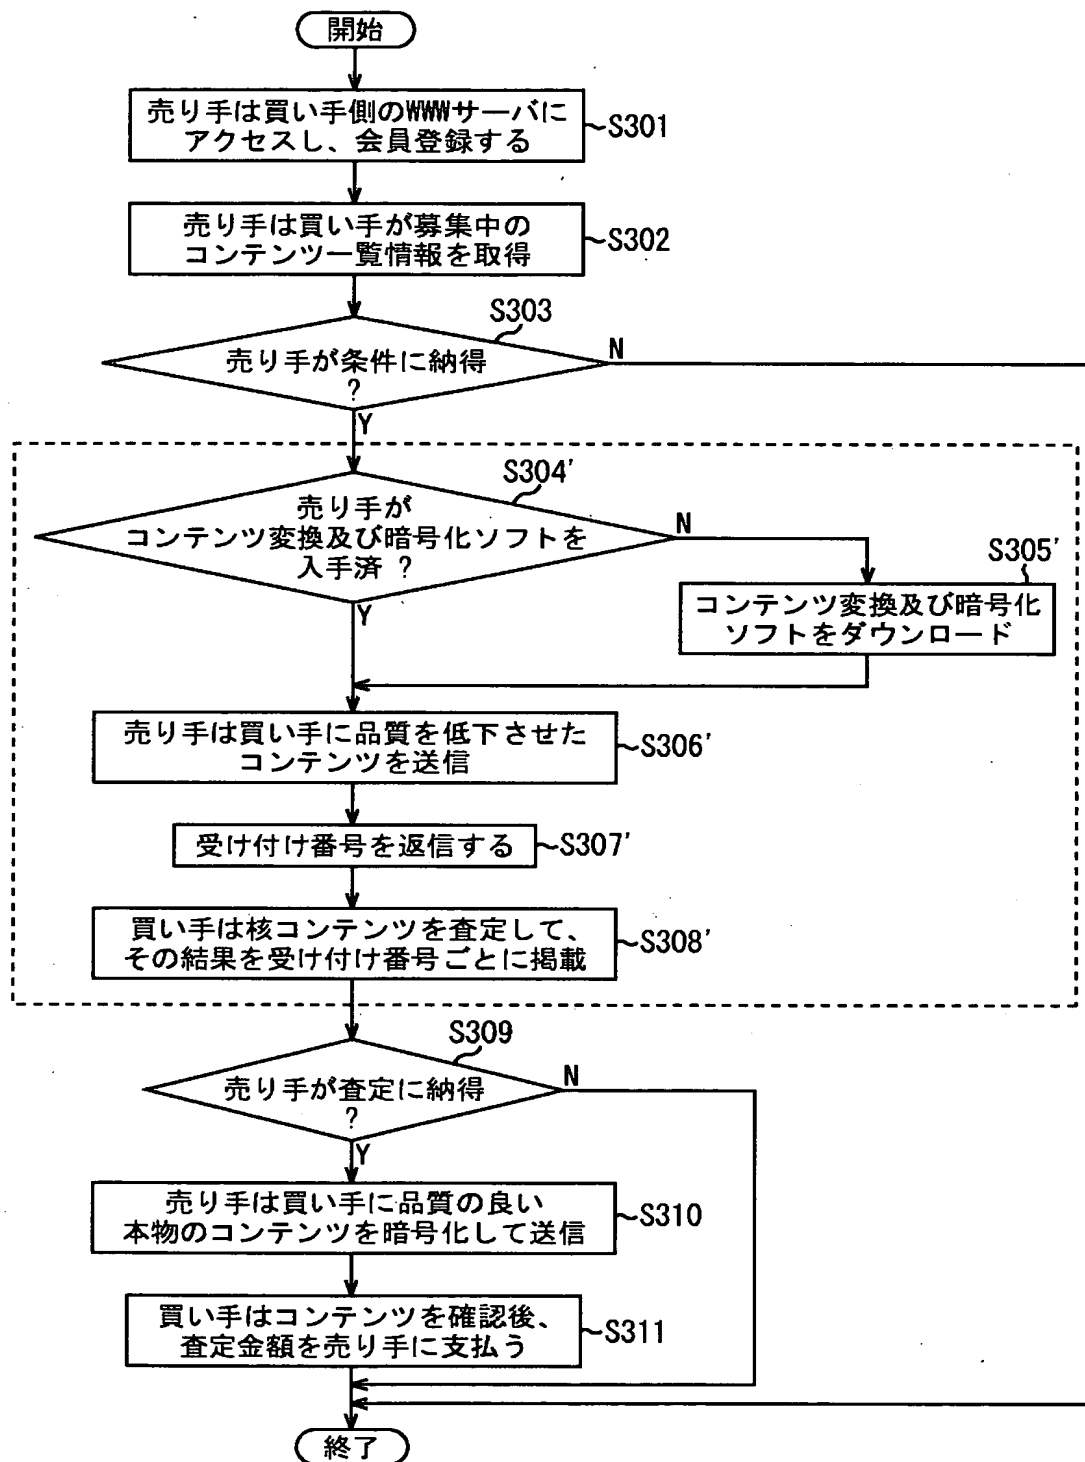 開始
売り手は買い手側のWWWサーバに
アクセスし、会員登録する
S301
売り手は買い手が募集中の
コンテンツ一覧情報を取得
S302
S303
売り手が条件に納得
?
N
Y
S304'
売り手が
コンテンツ変換及び暗号化ソフトを
入手済 ?
N
Y
S305'
コンテンツ変換及び暗号化
ソフトをダウンロード
売り手は買い手に品質を低下させた
コンテンツを送信
S306'
受け付け番号を返信する
S307'
買い手は核コンテンツを査定して、
その結果を受け付け番号ごとに掲載
S308'
S309
売り手が査定に納得
?
N
Y
売り手は買い手に品質の良い
本物のコンテンツを暗号化して送信
S310
買い手はコンテンツを確認後、
査定金額を売り手に支払う
S311
終了